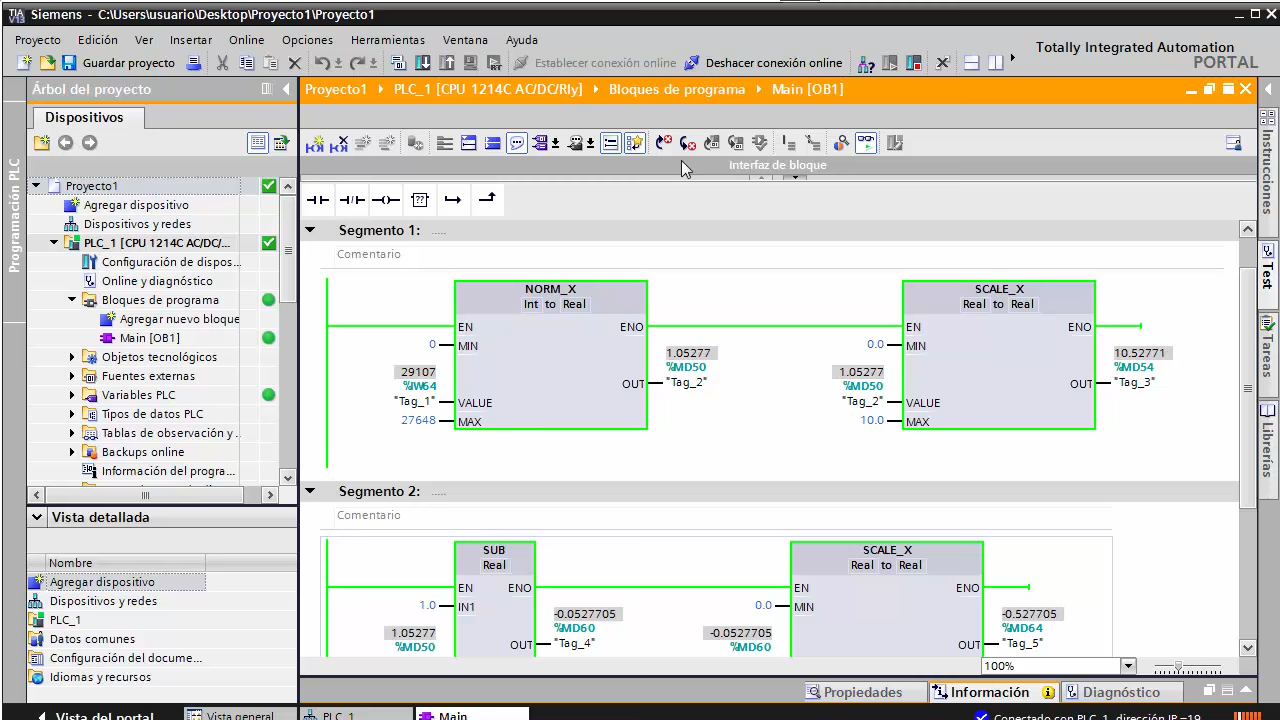 TIA V13 Siemens - C:\Users\usuario\Desktop\Proyecto1\Proyecto1
Proyecto Edición Ver Insertar Online Opciones Herramientas Ventana Ayuda
Totally Integrated Automation
PORTAL
Guardar proyecto Establecer conexión online Deshacer conexión online
Árbol del proyecto
Proyecto1 PLC_1 [CPU 1214C AC/DC/Rly] Bloques de programa Main [OB1]
Dispositivos
Programación PLC
Proyecto1
Agregar dispositivo
Dispositivos y redes
PLC_1 [CPU 1214C AC/DC/...
Configuración de dispos...
Online y diagnóstico
Bloques de programa
Agregar nuevo bloque
Main [OB1]
Objetos tecnológicos
Fuentes externas
Variables PLC
Tipos de datos PLC
Tablas de observación y .
Backups online
Información del progra...
Vista detallada
Nombre
Agregar dispositivo
Dispositivos y redes
PLC_1
Datos comunes
Configuración del docume...
Idiomas y recursos
Interfaz de bloque
Segmento 1: .....
Comentario
NORM_X
Int to Real
EN ENO
0 MIN
29107
%IW64
"Tag_1" VALUE
27648 MAX
1.05277
%MD50
OUT "Tag_2"
SCALE_X
Real to Real
EN ENO
0.0 MIN
1.05277
%MD50
"Tag_2" VALUE
10.0 MAX
10.52771
%MD54
OUT "Tag_3"
Segmento 2: .....
Comentario
SUB
Real
EN ENO
1.0 IN1
1.05277
%MD50
-0.0527705
%MD60
OUT "Tag_4"
SCALE_X
Real to Real
EN ENO
0.0 MIN
-0.0527705
%MD60
-0.527705
%MD64
OUT "Tag_5"
100%
Propiedades Información Diagnóstico
Instrucciones
Test
Tareas
Librerías
Vista del portal Vista general PLC_1 Main Conectado con PLC_1, dirección IP=19